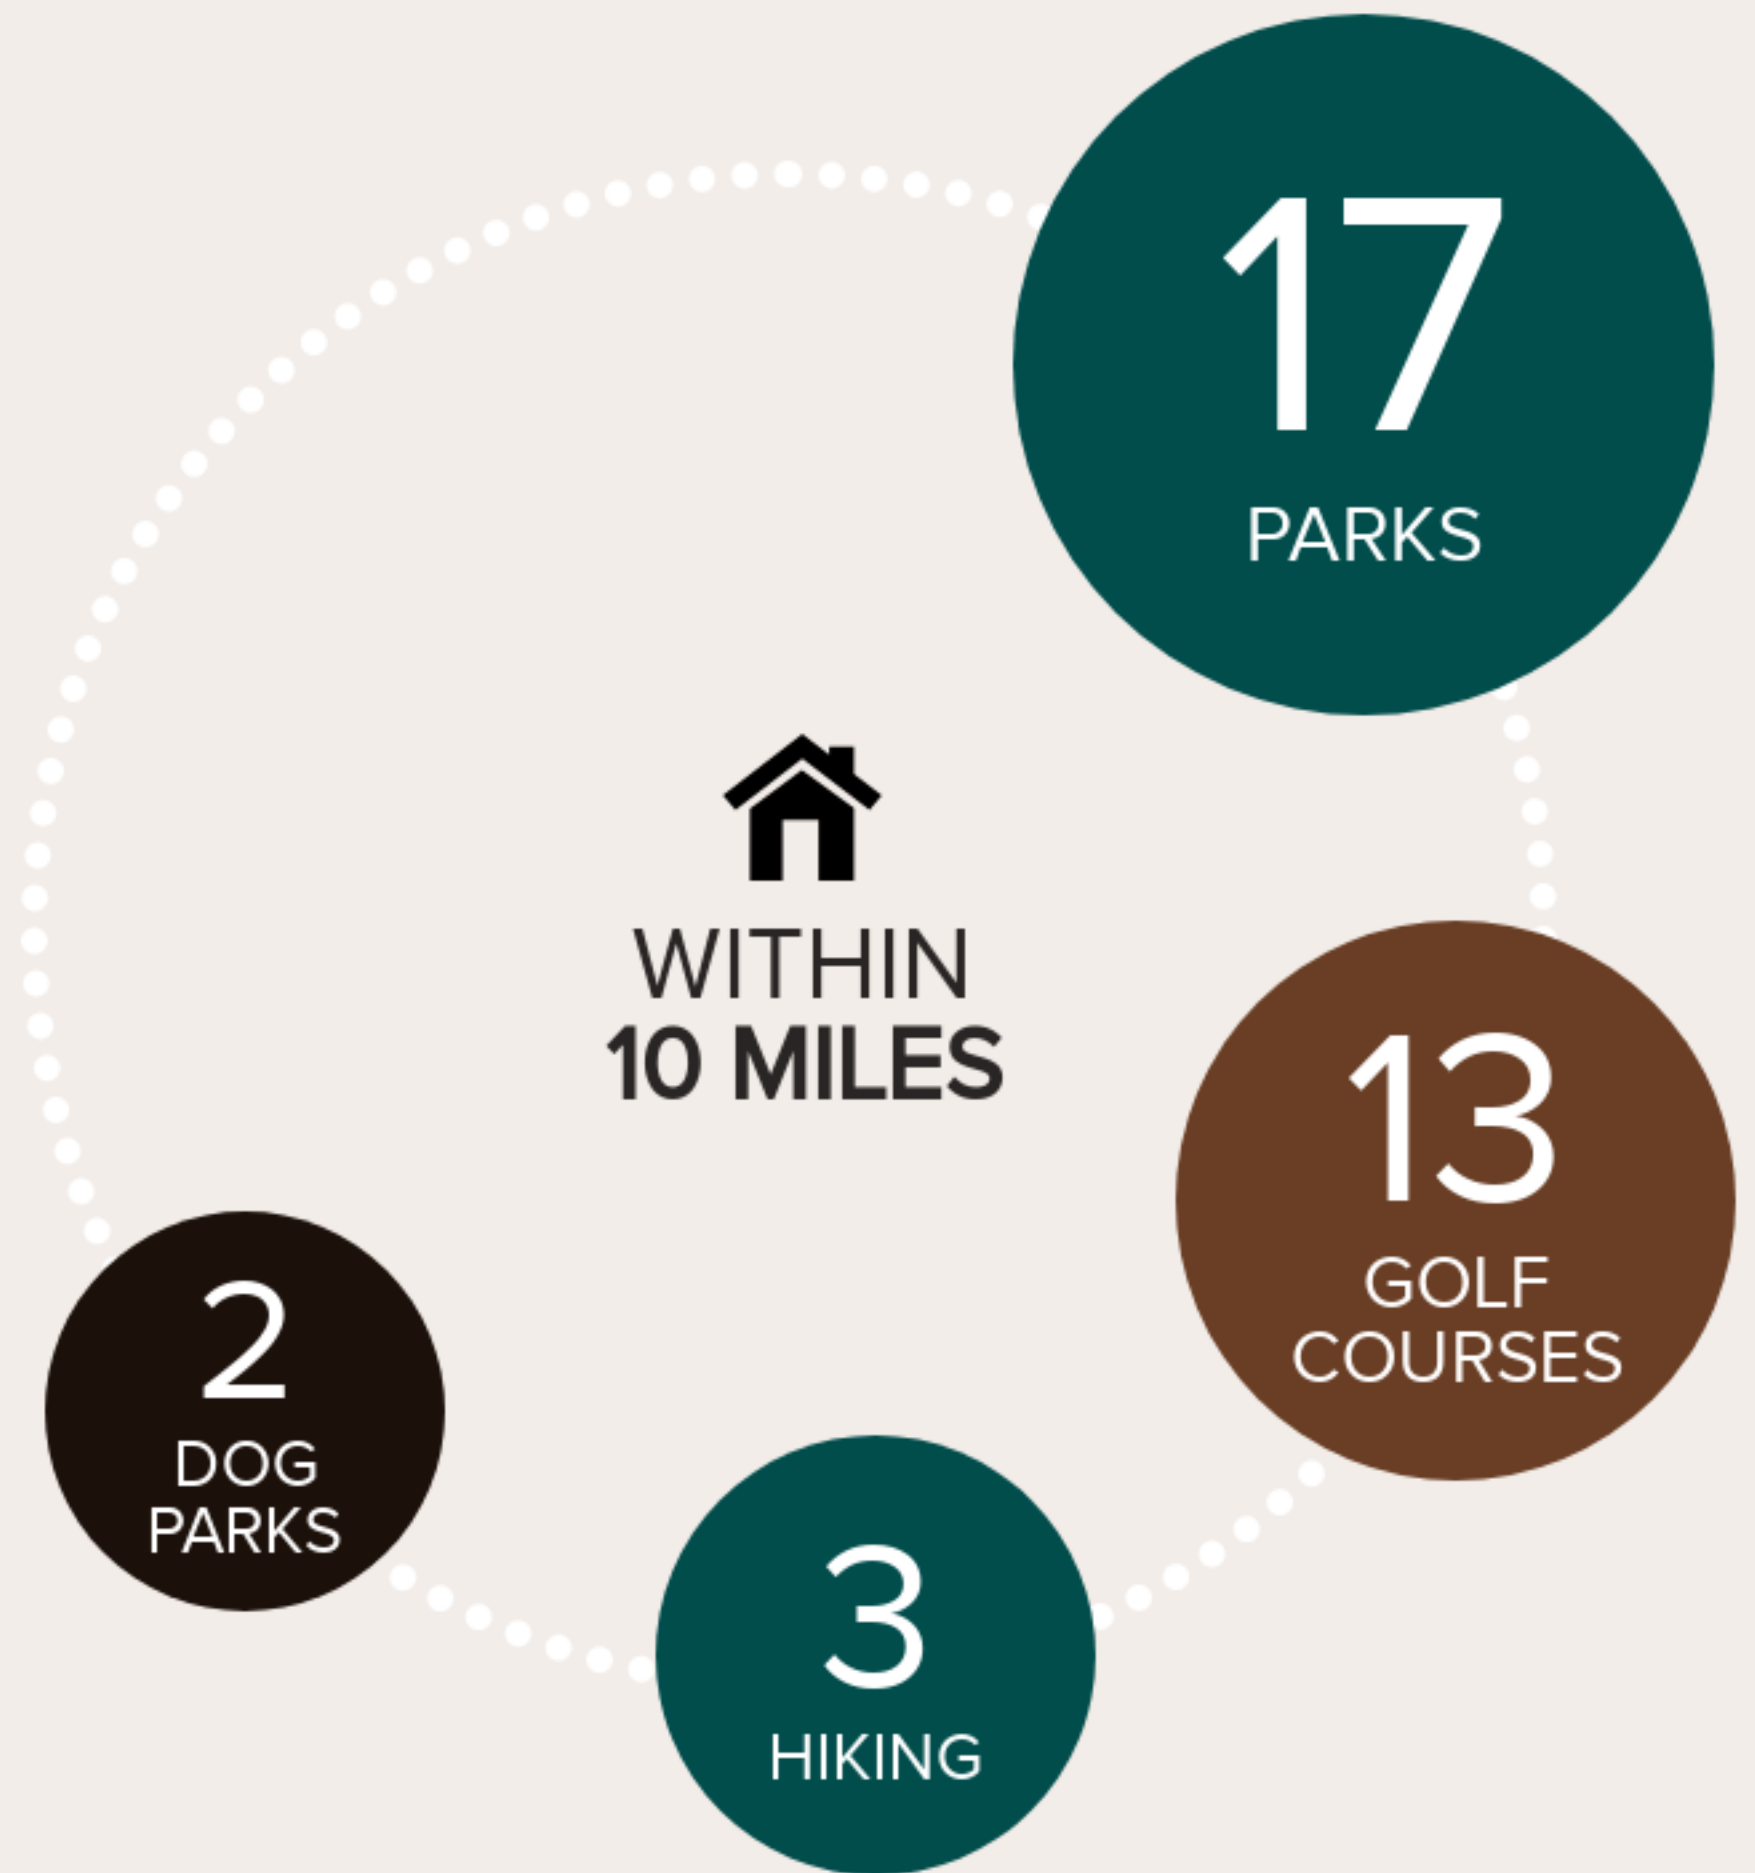 17
PARKS
WITHIN
10 MILES
13
GOLF
COURSES
2
DOG
PARKS
3
HIKING